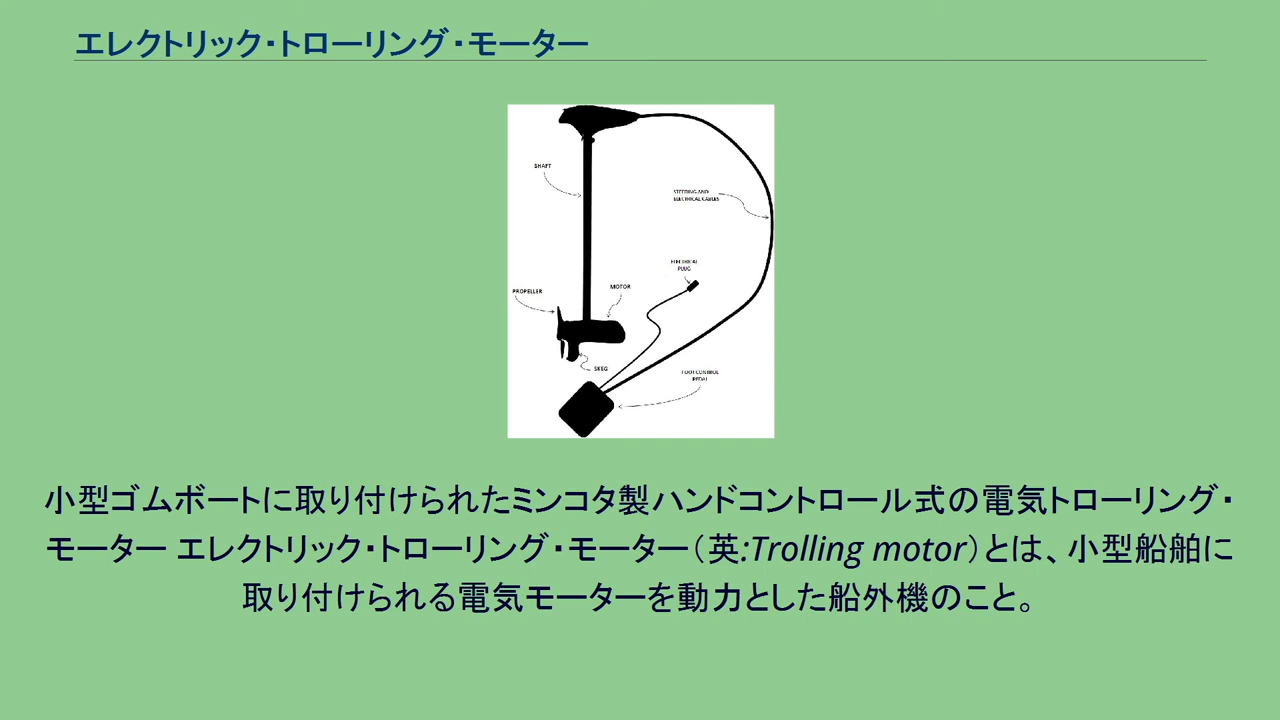 エレクトリック・トローリング・モーター
SHAFT
STEERING AND
ELECTRICAL CABLES
ELECTRICAL
PLUG
PROPELLER
MOTOR
SKEG
FOOT CONTROL
PEDAL
小型ゴムボートに取り付けられたミンコタ製ハンドコントロール式の電気トローリング・
モーター エレクトリック・トローリング・モーター（英:Trolling motor）とは、小型船舶に
取り付けられる電気モーターを動力とした船外機のこと。